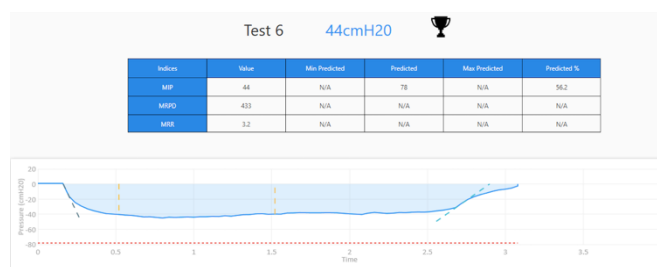 Test 6 44cmH20
Indices Value Min Predicted Predicted Max Predicted Predicted %
MIP 44 N/A 78 N/A 56.2
MRPD 433 N/A N/A N/A N/A
MRR 3.2 N/A N/A N/A N/A
Pressure (cmH20)
20
0
-20
-40
-60
-80
0 0.5 1 1.5 2 2.5 3 3.5
Time